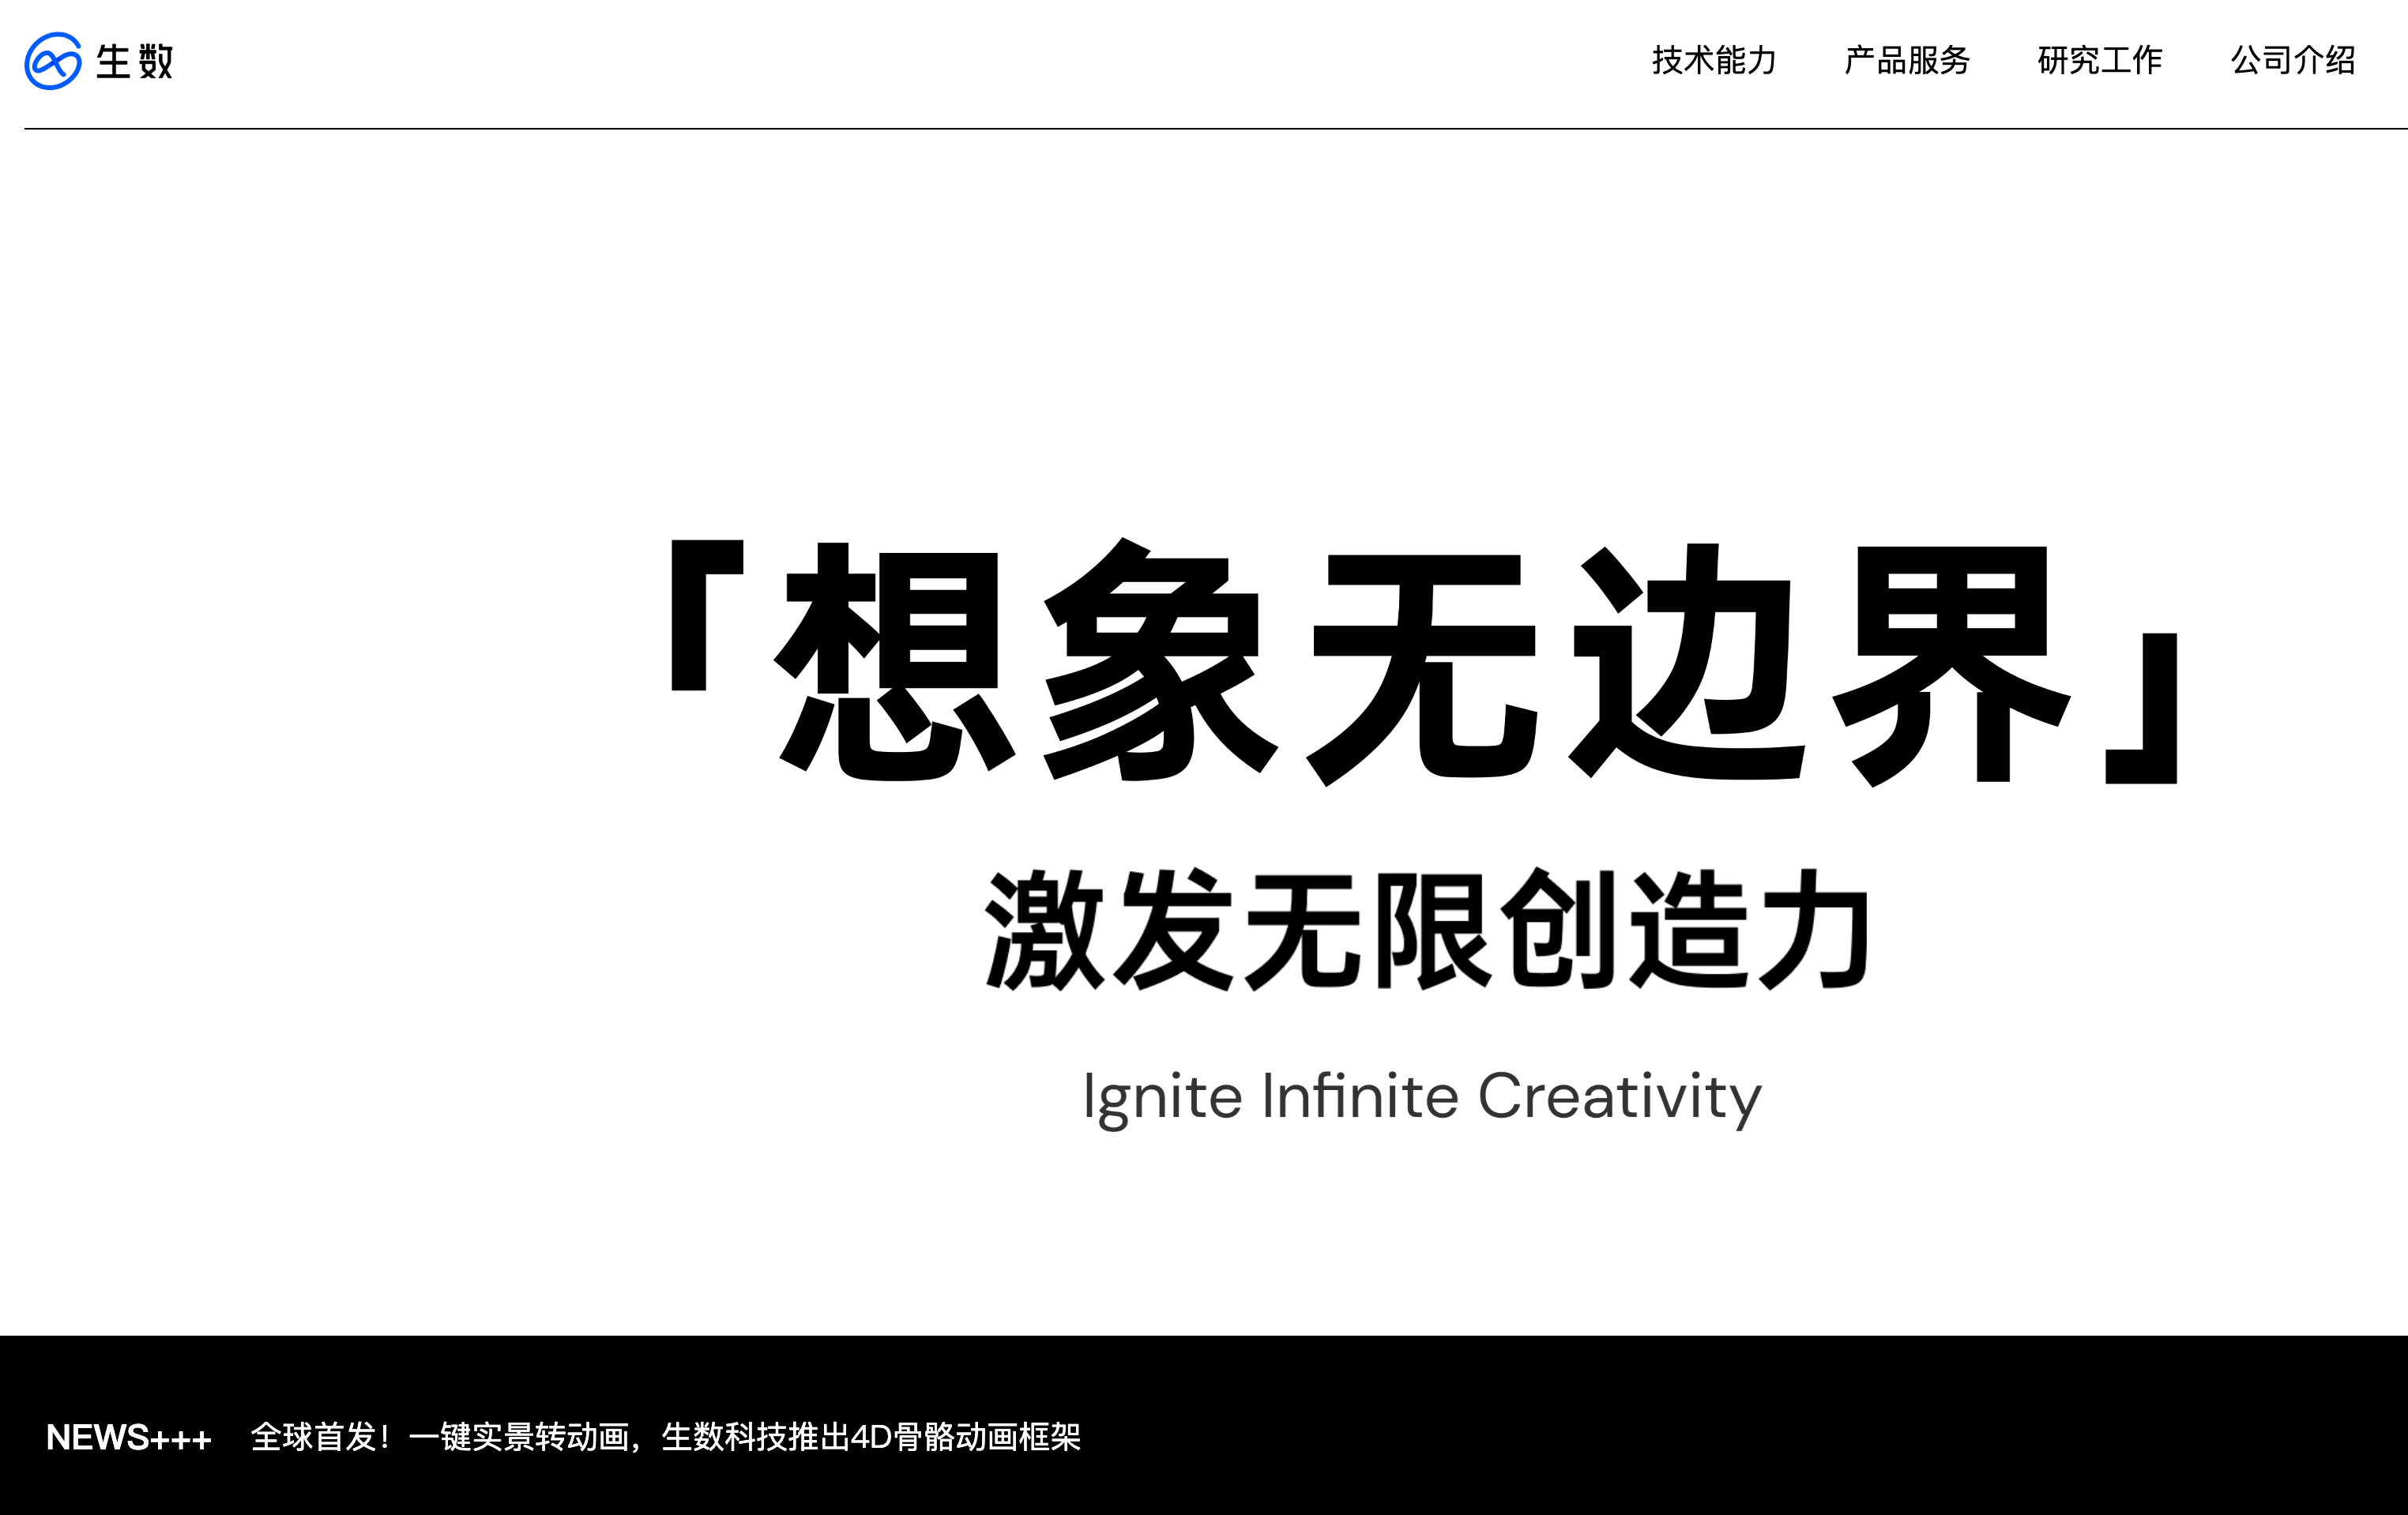 生数
技术能力 产品服务 研究工作 公司介绍
「想象无边界」
激发无限创造力
Ignite Infinite Creativity
NEWS+++ 全球首发！一键实景转动画，生数科技推出4D骨骼动画框架